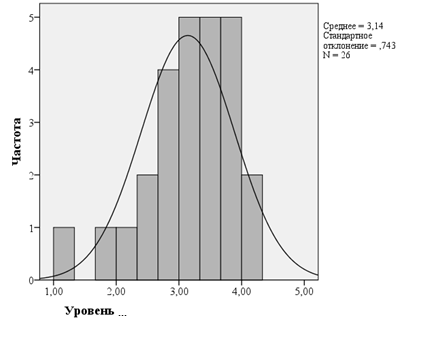 Среднее = 3,14
Стандартное
отклонение = ,743
N = 26
Частота
5
4
3
2
1
0
1,00 2,00 3,00 4,00 5,00
Уровень ...